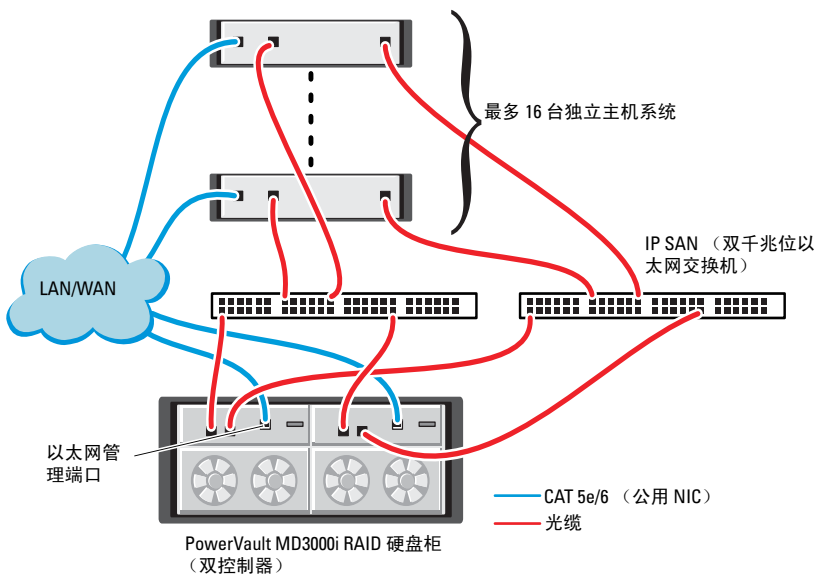 最多 16 台独立主机系统
IP SAN （双千兆位以
太网交换机）
LAN/WAN
以太网管
理端口
CAT 5e/6 （公用 NIC）
光缆
PowerVault MD3000i RAID 硬盘柜
（双控制器）